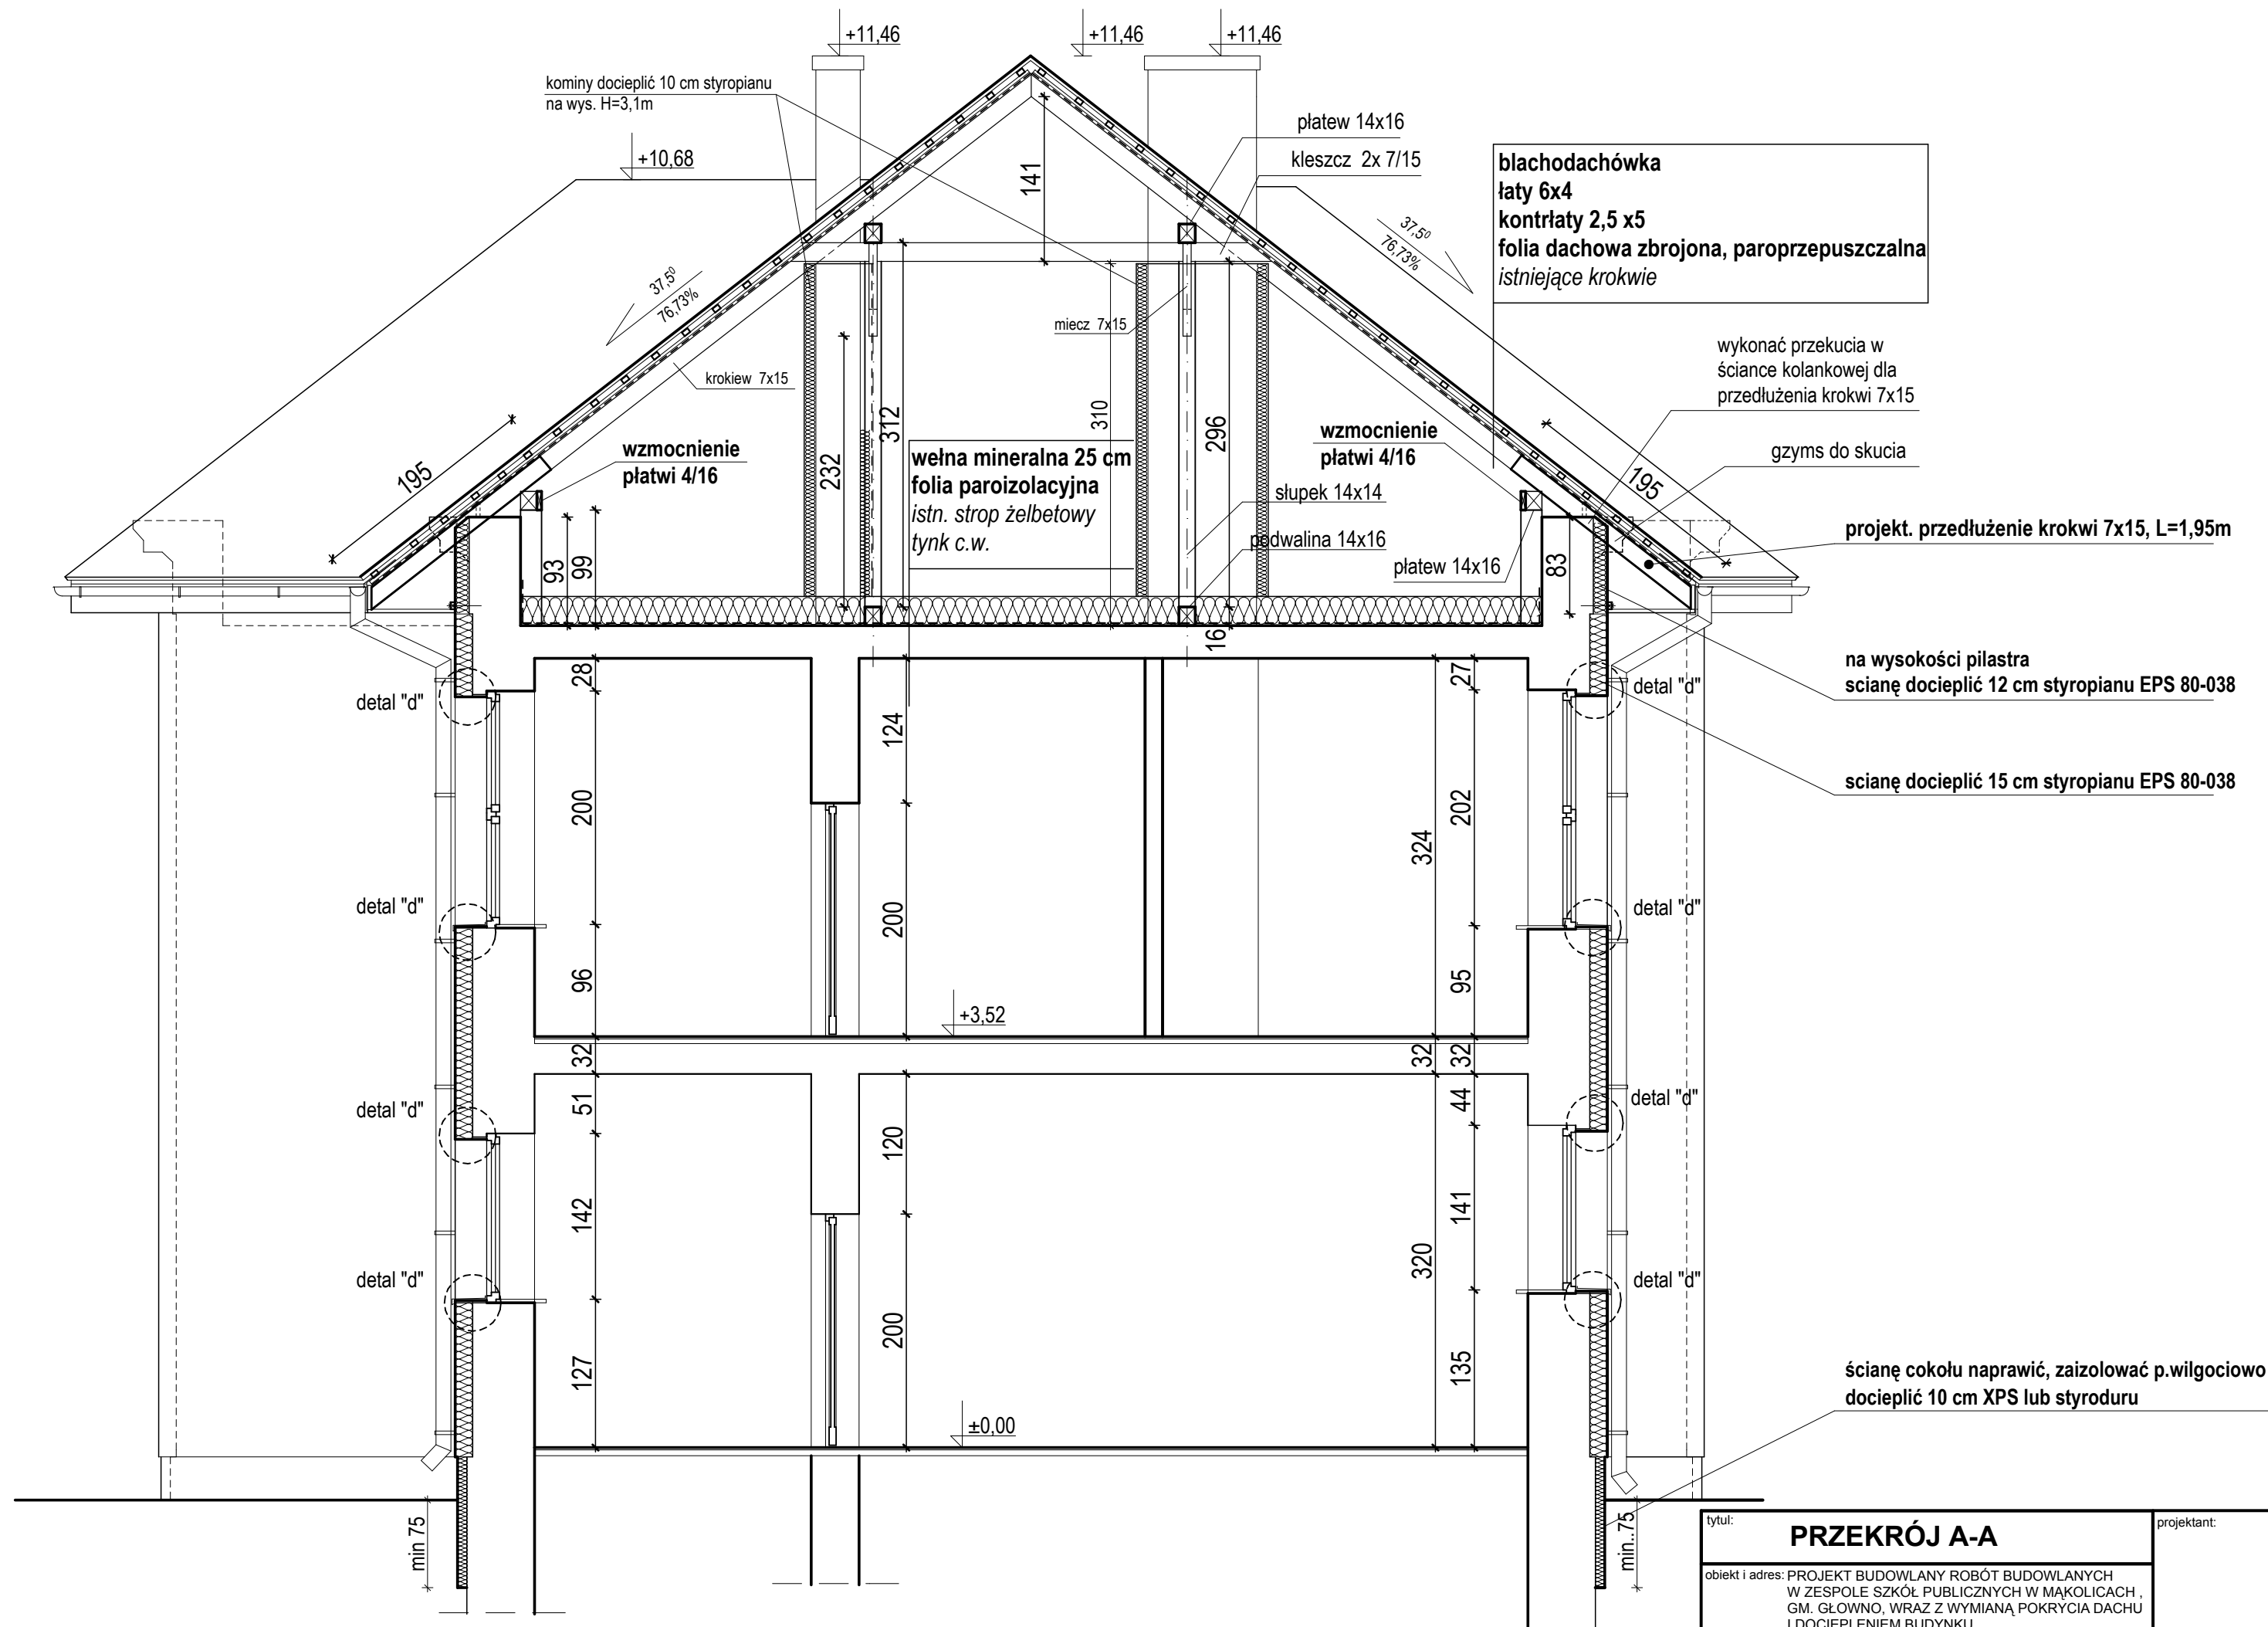 +11,46
+11,46
+11,46
kominy docieplić 10 cm styropianu
na wys. H=3,1m
+10,68
płatew 14x16
kleszcz  2x 7/15
141
blachodachówka
łaty 6x4
kontrłaty 2,5 x5
folia dachowa zbrojona, paroprzepuszczalna
istniejące krokwie
37,5⁰
76,73%
37,5⁰
76,73%
miecz  7x15
krokiew  7x15
wykonać przekucia w
ściance kolankowej dla
przedłużenia krokwi 7x15
gzyms do skucia
195
195
wzmocnienie
płatwi 4/16
232
312
310
296
wełna mineralna 25 cm
folia paroizolacyjna
istn. strop żelbetowy
tynk c.w.
wzmocnienie
płatwi 4/16
słupek 14x14
podwalina 14x16
płatew 14x16
93
99
83
16
projekt. przedłużenie krokwi 7x15, L=1,95m
na wysokości pilastra
scianę docieplić 12 cm styropianu EPS 80-038
scianę docieplić 15 cm styropianu EPS 80-038
detal "d"
28
124
27
detal "d"
200
324
202
detal "d"
200
detal "d"
96
95
+3,52
32
32
32
detal "d"
51
120
44
detal "d"
142
141
320
detal "d"
200
detal "d"
127
135
±0,00
ścianę cokołu naprawić, zaizolować p.wilgociowo
docieplić 10 cm XPS lub styroduru
min 75
min..75
tytul:
PRZEKRÓJ A-A
projektant:
obiekt i adres: PROJEKT BUDOWLANY ROBÓT BUDOWLANYCH
W ZESPOLE SZKÓŁ PUBLICZNYCH W MĄKOLICACH ,
GM. GŁOWNO, WRAZ Z WYMIANĄ POKRYCIA DACHU
I DOCIEPLENIEM BUDYNKU